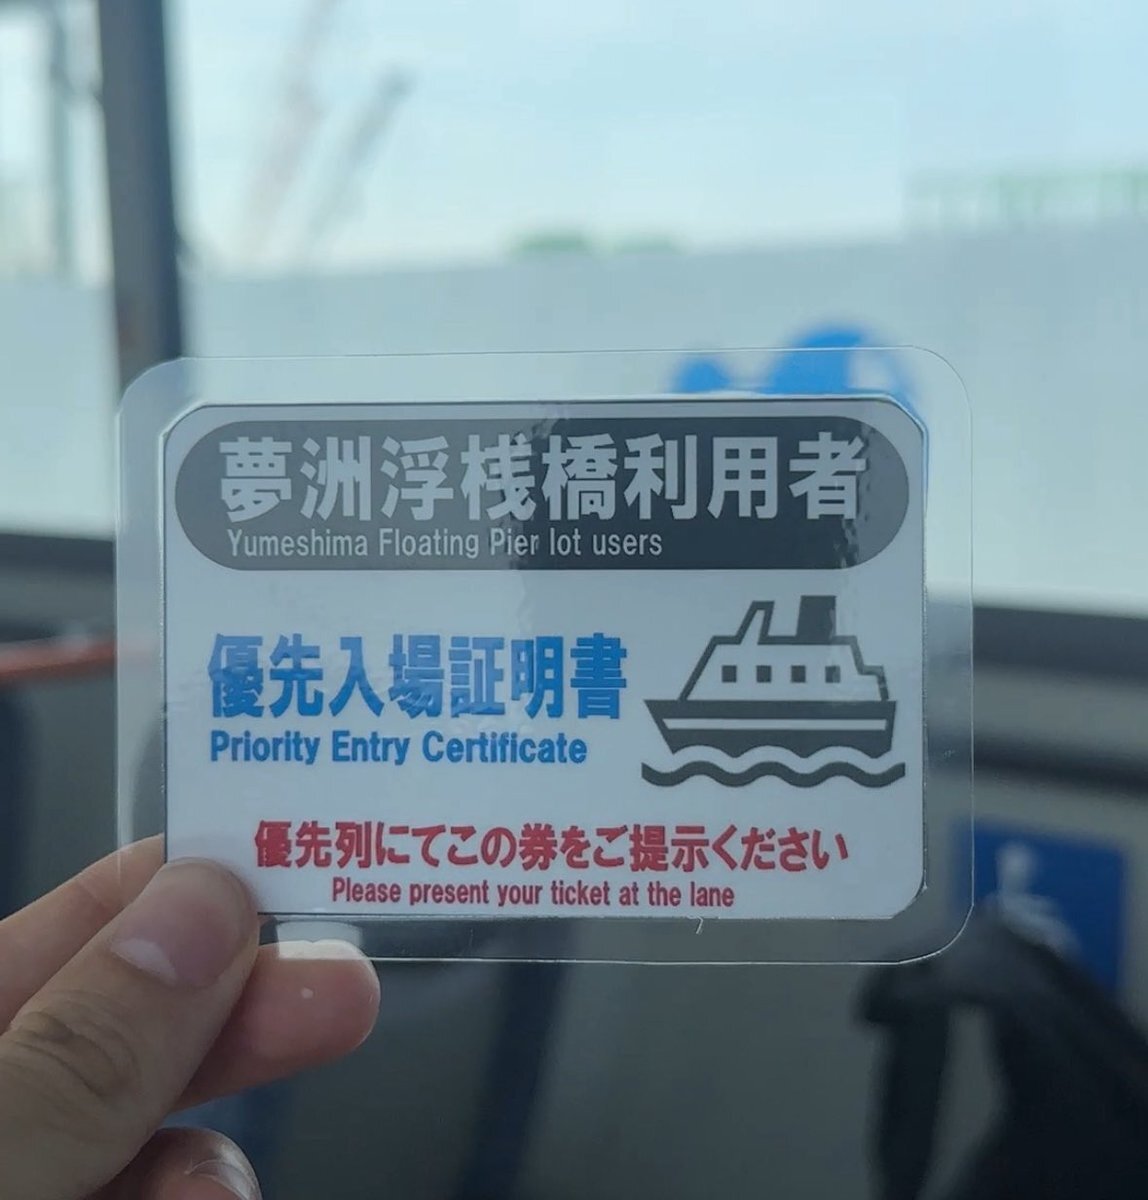 夢洲浮桟橋利用者
Yumeshima Floating Pier lot users
優先入場証明書
Priority Entry Certificate
優先列にてこの券をご提示ください
Please present your ticket at the lane